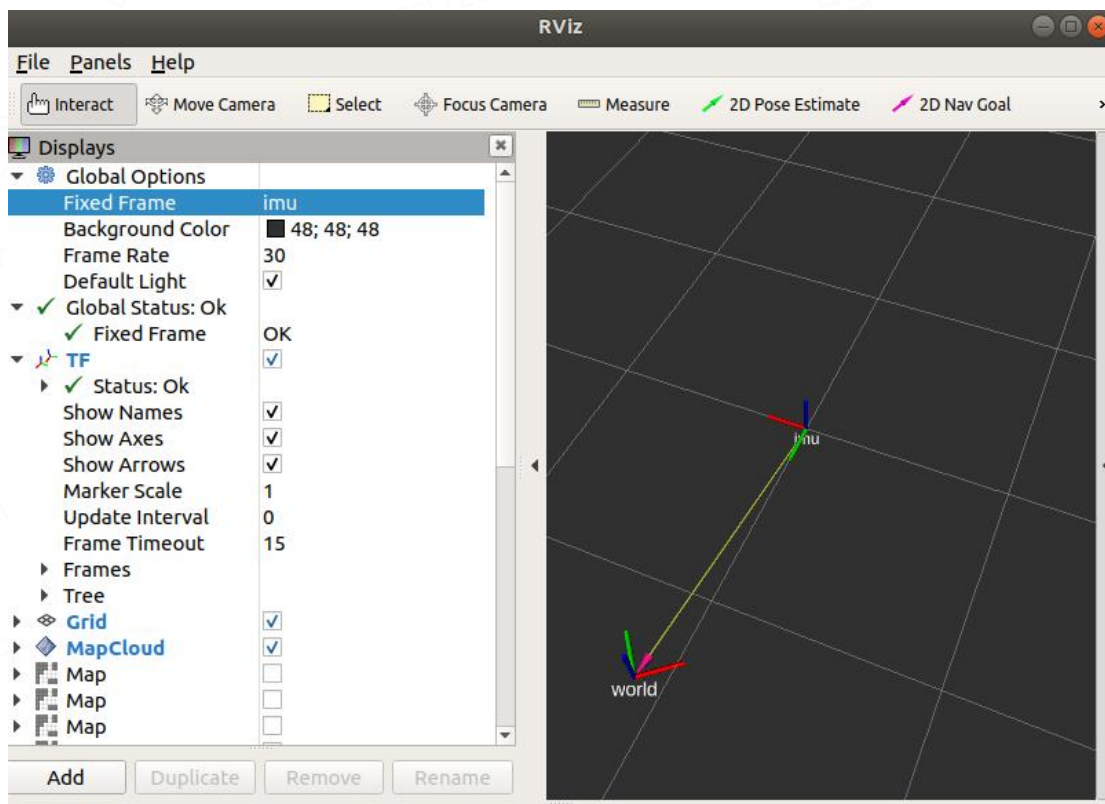 RViz
File Panels Help
Interact Move Camera Select Focus Camera Measure 2D Pose Estimate 2D Nav Goal
Displays
Global Options
Fixed Frame imu
Background Color 48; 48; 48
Frame Rate 30
Default Light
Global Status: Ok
Fixed Frame OK
TF
Status: Ok
Show Names
Show Axes
Show Arrows
Marker Scale 1
Update Interval 0
Frame Timeout 15
Frames
Tree
Grid
MapCloud
Map
Map
Map
Add Duplicate Remove Rename
imu
world